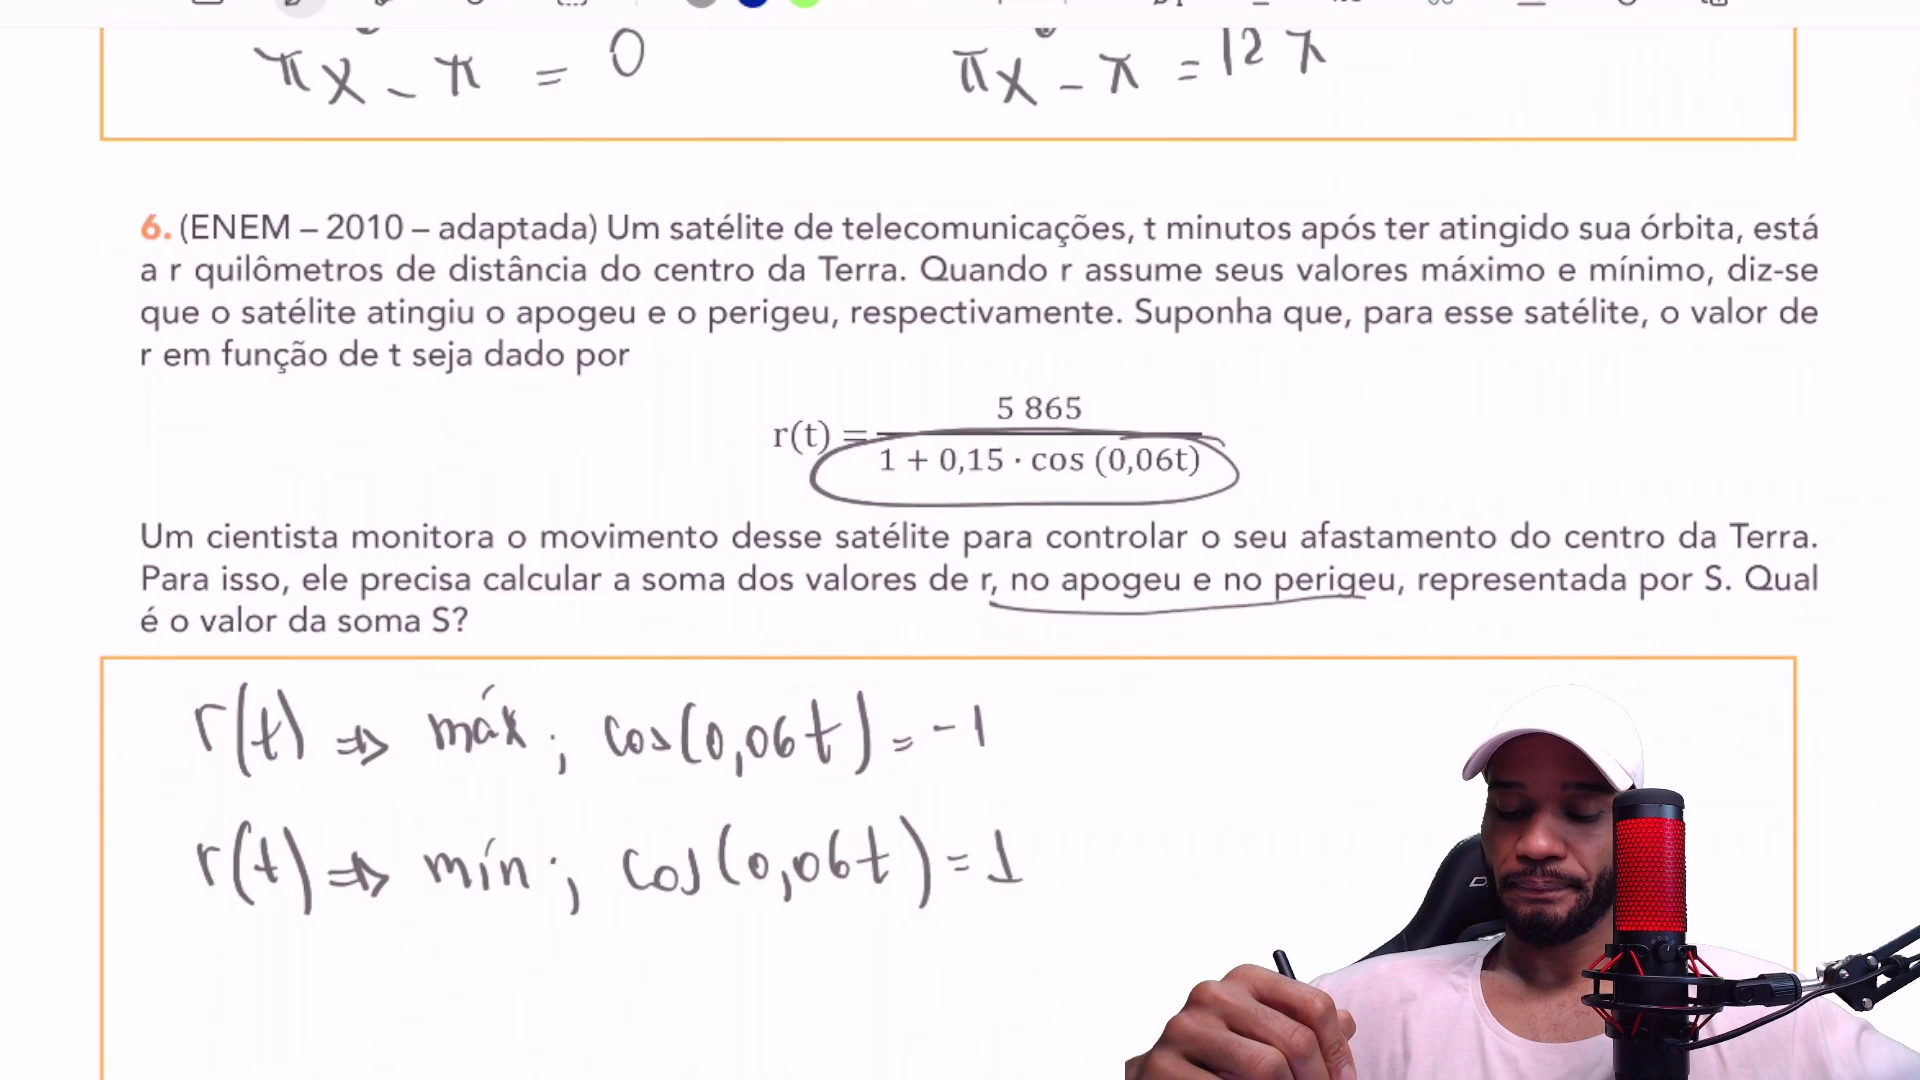 πx - π = 0
πx - π = 12π
6. (ENEM – 2010 – adaptada) Um satélite de telecomunicações, t minutos após ter atingido sua órbita, está
a r quilômetros de distância do centro da Terra. Quando r assume seus valores máximo e mínimo, diz-se
que o satélite atingiu o apogeu e o perigeu, respectivamente. Suponha que, para esse satélite, o valor de
r em função de t seja dado por
r(t) = 5 865 / 1 + 0,15 · cos (0,06t)
Um cientista monitora o movimento desse satélite para controlar o seu afastamento do centro da Terra.
Para isso, ele precisa calcular a soma dos valores de r, no apogeu e no perigeu, representada por S. Qual
é o valor da soma S?
r(t) ⇒ máx ; cos(0,06t) = -1
r(t) ⇒ mín ; cos(0,06t) = 1